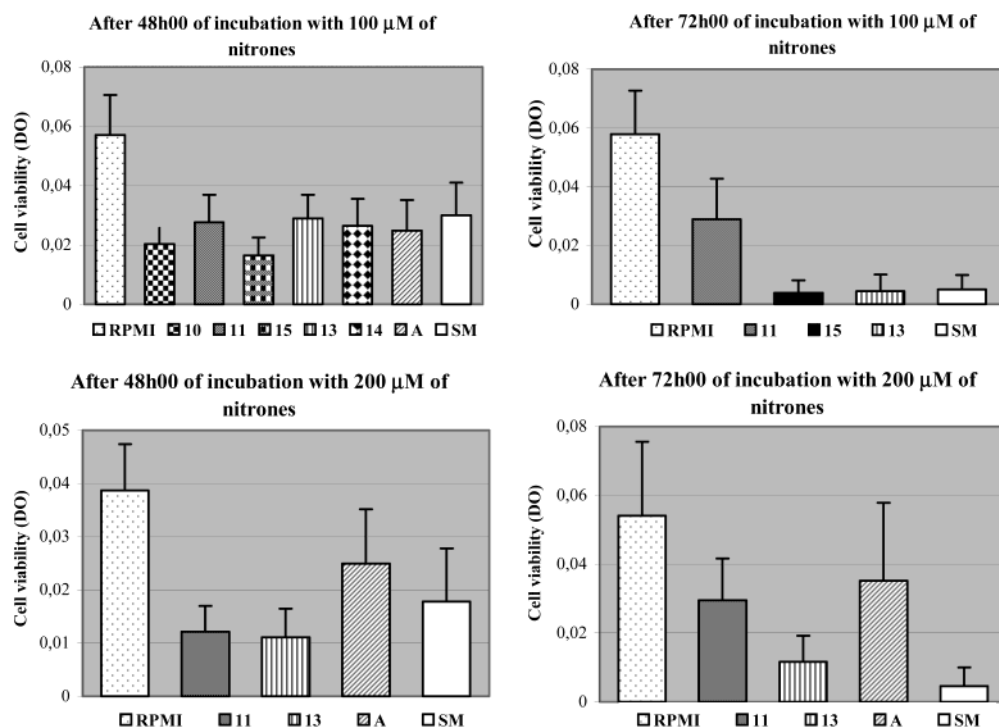 After 48h00 of incubation with 100 μM of
nitrones
Cell viability (DO)
0,08
0,06
0,04
0,02
0
RPMI 10 11 15 13 14 A SM
After 72h00 of incubation with 100 μM of
nitrones
Cell viability (DO)
0,08
0,06
0,04
0,02
0
RPMI 11 15 13 SM
After 48h00 of incubation with 200 μM of
nitrones
Cell viability (DO)
0,05
0,04
0,03
0,02
0,01
0
RPMI 11 13 A SM
After 72h00 of incubation with 200 μM of
nitrones
Cell viability (DO)
0,08
0,06
0,04
0,02
0
RPMI 11 13 A SM